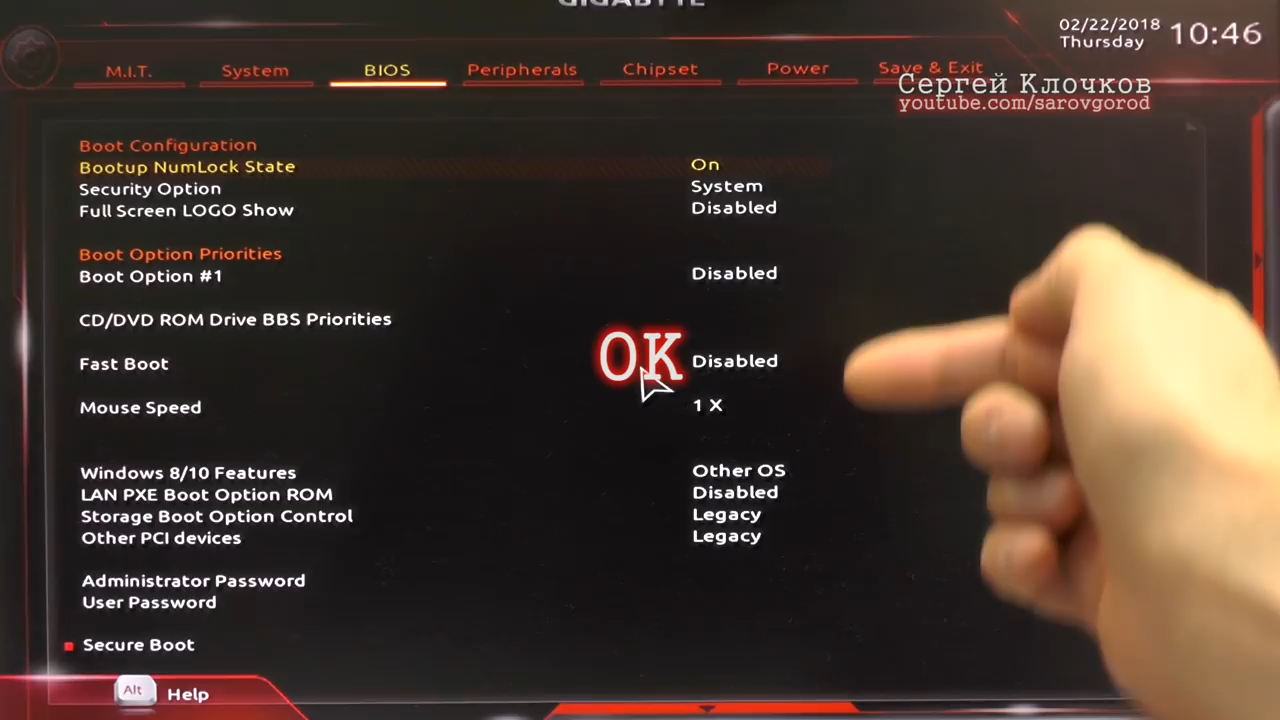 GIGABYTE
02/22/2018
Thursday
10:46
M.I.T.
System
BIOS
Peripherals
Chipset
Power
Save & Exit
Сергей Клочков
youtube.com/sarovgorod
Boot Configuration
Bootup NumLock State On
Security Option System
Full Screen LOGO Show Disabled
Boot Option Priorities
Boot Option #1 Disabled
CD/DVD ROM Drive BBS Priorities
OK
Fast Boot Disabled
Mouse Speed 1 X
Windows 8/10 Features Other OS
LAN PXE Boot Option ROM Disabled
Storage Boot Option Control Legacy
Other PCI devices Legacy
Administrator Password
User Password
Secure Boot
Alt Help